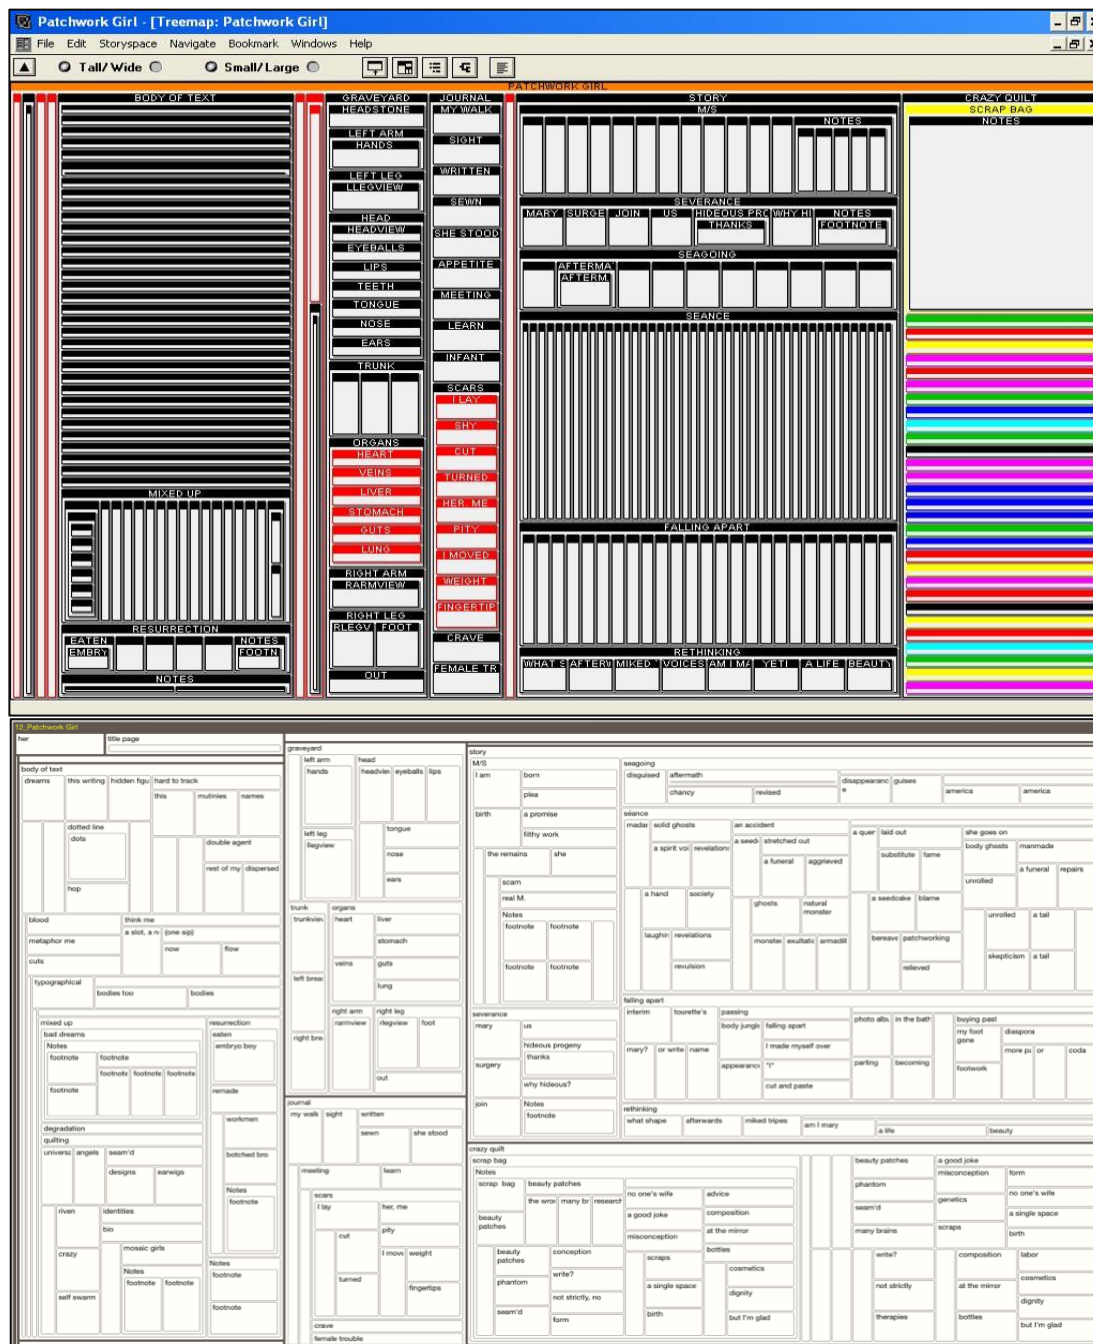 Patchwork Girl - [Treemap: Patchwork Girl]
File Edit Storyspace Navigate Bookmark Windows Help
Tall/Wide Small/Large
PATCHWORK GIRL
BODY OF TEXT
MIXED UP
RESURRECTION
EATEN
EMBRY
NOTES
FOOTN
NOTES
GRAVEYARD
HEADSTONE
LEFT ARM
HANDS
LEFT LEG
LLEGVIEW
HEAD
HEADVIEW
EYEBALLS
LIPS
TEETH
TONGUE
NOSE
EARS
TRUNK
ORGANS
HEART
VEINS
LIVER
STOMACH
GUTS
LUNG
RIGHT ARM
RARMVIEW
RIGHT LEG
RLEGV FOOT
OUT
JOURNAL
MY WALK
SIGHT
WRITTEN
SEWN
SHE STOOD
APPETITE
MEETING
LEARN
INFANT
SCARS
I LAY
SHY
CUT
TURNED
HER, ME
PITY
I MOVED
WEIGHT
FINGERTIP
CRAVE
FEMALE TR
STORY
M/S
NOTES
SEVERANCE
MARY SURGE JOIN US HIDEOUS PRO WHY HI NOTES
THANKS FOOTNOTE
SEAGOING
AFTERMA
AFTERM
SEANCE
FALLING APART
RETHINKING
WHAT S AFTERW MIKED VOICES AM I MA YETI A LIFE BEAUT
CRAZY QUILT
SCRAP BAG
NOTES
12_Patchwork Girl
her
title page
body of text
dreams this writing hidden figu hard to track
this mutinies names
dotted line
dots
double agent
rest of my dispersed
hop
blood think me
metaphor me a slot, a n (one sip)
now flow
cuts
typographical
bodies too bodies
mixed up
bad dreams
Notes
footnote footnote
footnote footnote footnote
footnote
degradation
quilting
universa angels seam'd
designs earwigs
riven identities
bio
crazy mosaic girls
Notes
footnote footnote
self swarm
resurrection
eaten
embryo boy
remade
workmen
botched bro
Notes
footnote
Notes
footnote
footnote
graveyard
left arm
hands
head
headview eyeballs lips
left leg
llegview
tongue
nose
ears
trunk
trunkview
left breas
right bre
organs
heart liver
stomach
veins guts
lung
right arm
rarmview
right leg
rlegview foot
out
journal
my walk sight written
sewn she stood
meeting learn
scars
I lay her, me
cut pity
I move weight
turned fingertips
crave
female trouble
story
M/S
I am born
plea
birth a promise
filthy work
the remains she
scam
real M.
Notes
footnote footnote
footnote footnote
severance
mary us
hideous progeny
thanks
surgery
why hideous?
join Notes
footnote
seagoing
disguised aftermath
chancy revised
disappearanc
e
guises
america america
séance
madar solid ghosts
a spirit voi revelations
a hand society
laughin revelations
revulsion
an accident
a seed stretched out
a funeral aggrieved
ghosts natural
monster
monster exultatio armadill
a quer laid out
substitute fame
a seedcake blame
bereave patchworking
relieved
she goes on
body ghosts manmade
a funeral repairs
unrolled
unrolled a tail
skepticism a tail
falling apart
interim tourette's passing
body jungle falling apart
I made myself over
mary? or write name
appearance "I"
cut and paste
photo albu in the bath
parting becoming
buying past
my foot
gone
diaspora
more pa or coda
footwork
rethinking
what shape afterwards miked tripes am I mary
a life beauty
crazy quilt
scrap bag
Notes
scrap bag beauty patches
the wron many br research
beauty
patches
beauty
patches
conception
write?
phantom
not strictly, no
seam'd form
no one's wife advice
a good joke composition
misconception at the mirror
bottles
scraps cosmetics
a single space dignity
birth but I'm glad
beauty patches a good joke
misconception form
phantom
genetics no one's wife
seam'd a single space
many brains scraps birth
write? composition labor
cosmetics
not strictly at the mirror
dignity
therapies bottles but I'm glad